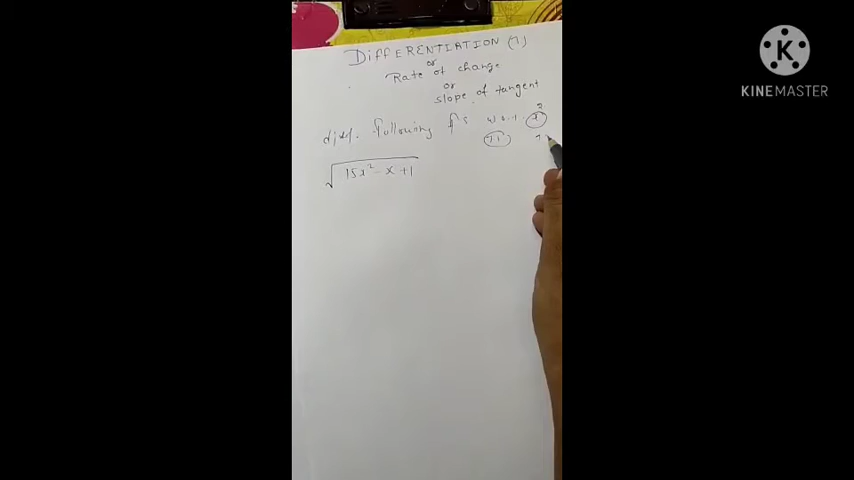 DIFFERENTIATION (1)
or
Rate of change
or
slope of tangent
diff. following f^s w.r.t. x
√15x² - x + 1
KINEMASTER